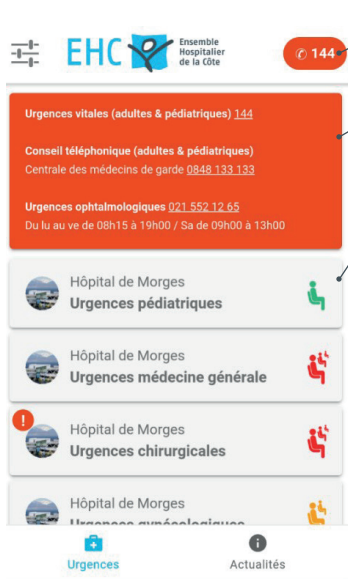 EHC
Ensemble
Hospitalier
de la Côte
✆ 144
Urgences vitales (adultes & pédiatriques) 144
Conseil téléphonique (adultes & pédiatriques)
Centrale des médecins de garde 0848 133 133
Urgences ophtalmologiques 021 552 12 65
Du lu au ve de 08h15 à 19h00 / Sa de 09h00 à 13h00
Hôpital de Morges
Urgences pédiatriques
Hôpital de Morges
Urgences médecine générale
!
Hôpital de Morges
Urgences chirurgicales
Hôpital de Morges
Urgences gynécologiques
Urgences
Actualités